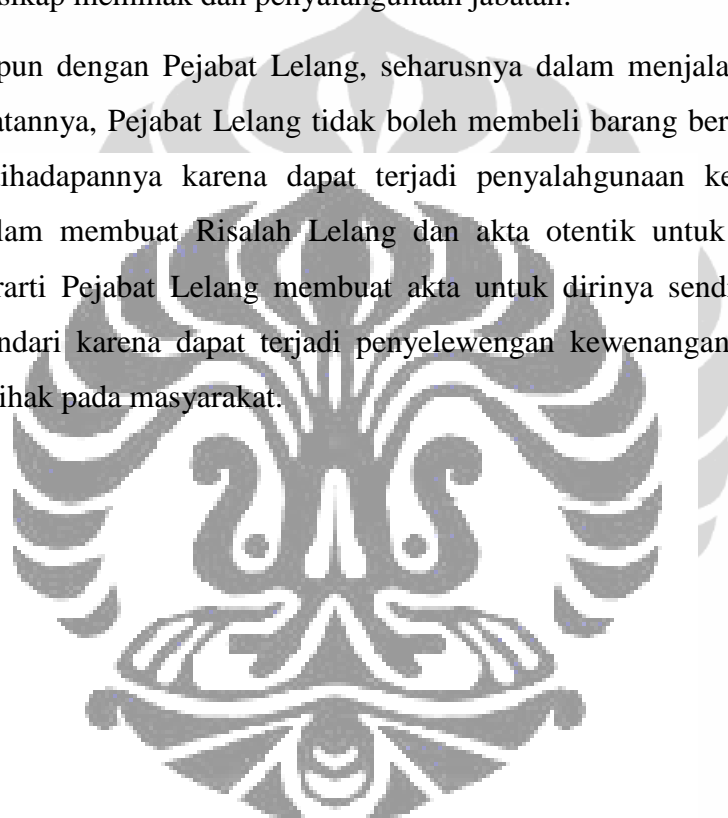 sikap memihak dan penyalahgunaan jabatan.
pun dengan Pejabat Lelang, seharusnya dalam menjala
atannya, Pejabat Lelang tidak boleh membeli barang ber
ihadapannya karena dapat terjadi penyalahgunaan ke
lam membuat Risalah Lelang dan akta otentik untuk
rarti Pejabat Lelang membuat akta untuk dirinya send
ndari karena dapat terjadi penyelewengan kewenangan
ihak pada masyarakat.